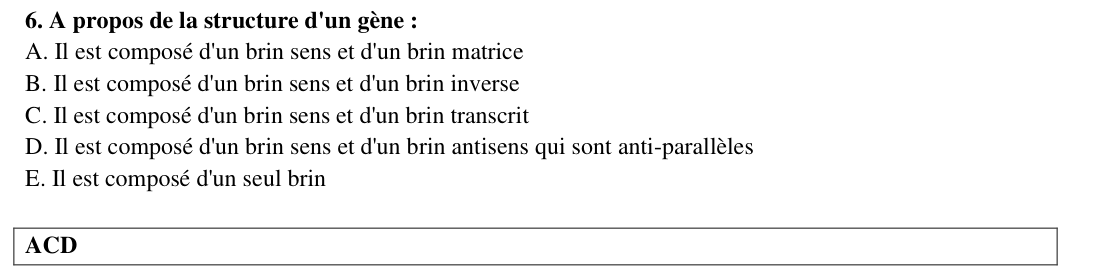 6. A propos de la structure d'un gène :
A. Il est composé d'un brin sens et d'un brin matrice
B. Il est composé d'un brin sens et d'un brin inverse
C. Il est composé d'un brin sens et d'un brin transcrit
D. Il est composé d'un brin sens et d'un brin antisens qui sont anti-parallèles
E. Il est composé d'un seul brin
ACD